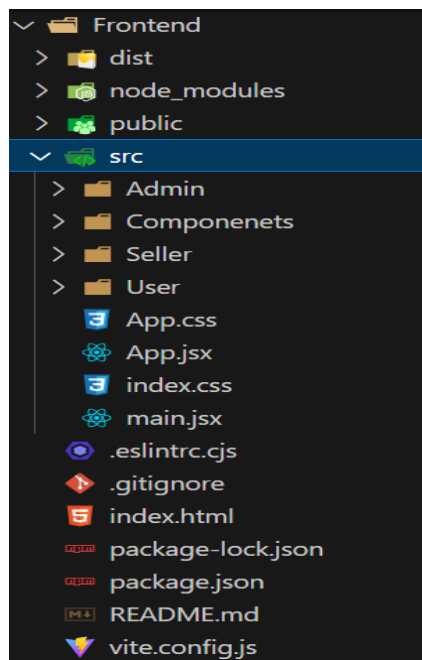 Frontend
dist
node_modules
public
src
Admin
Componenets
Seller
User
App.css
App.jsx
index.css
main.jsx
.eslintrc.cjs
.gitignore
index.html
package-lock.json
package.json
README.md
vite.config.js